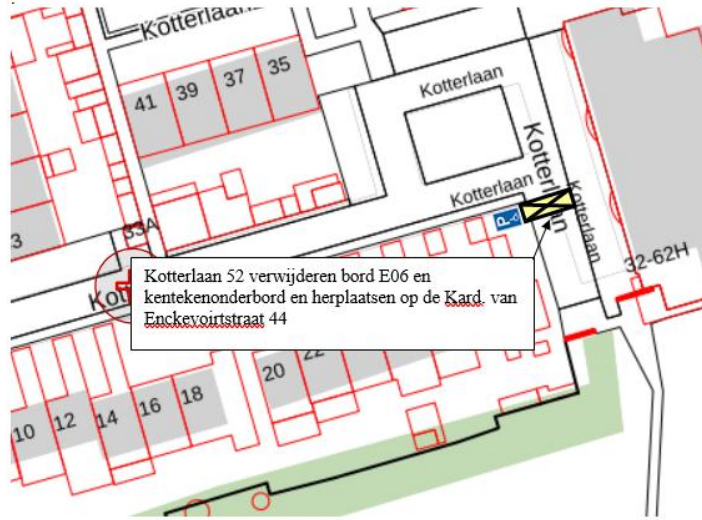 Kotterlaan
41
39
37
35
Kotterlaan
Kotterlaan
Kotterlaan
Kotterlaan
P
3
33A
32-62H
Kotterlaan 52 verwijderen bord E06 en
kentekenonderbord en herplaatsen op de Kard. van
Enckevoirtstraat 44
10
12
14
16
18
20